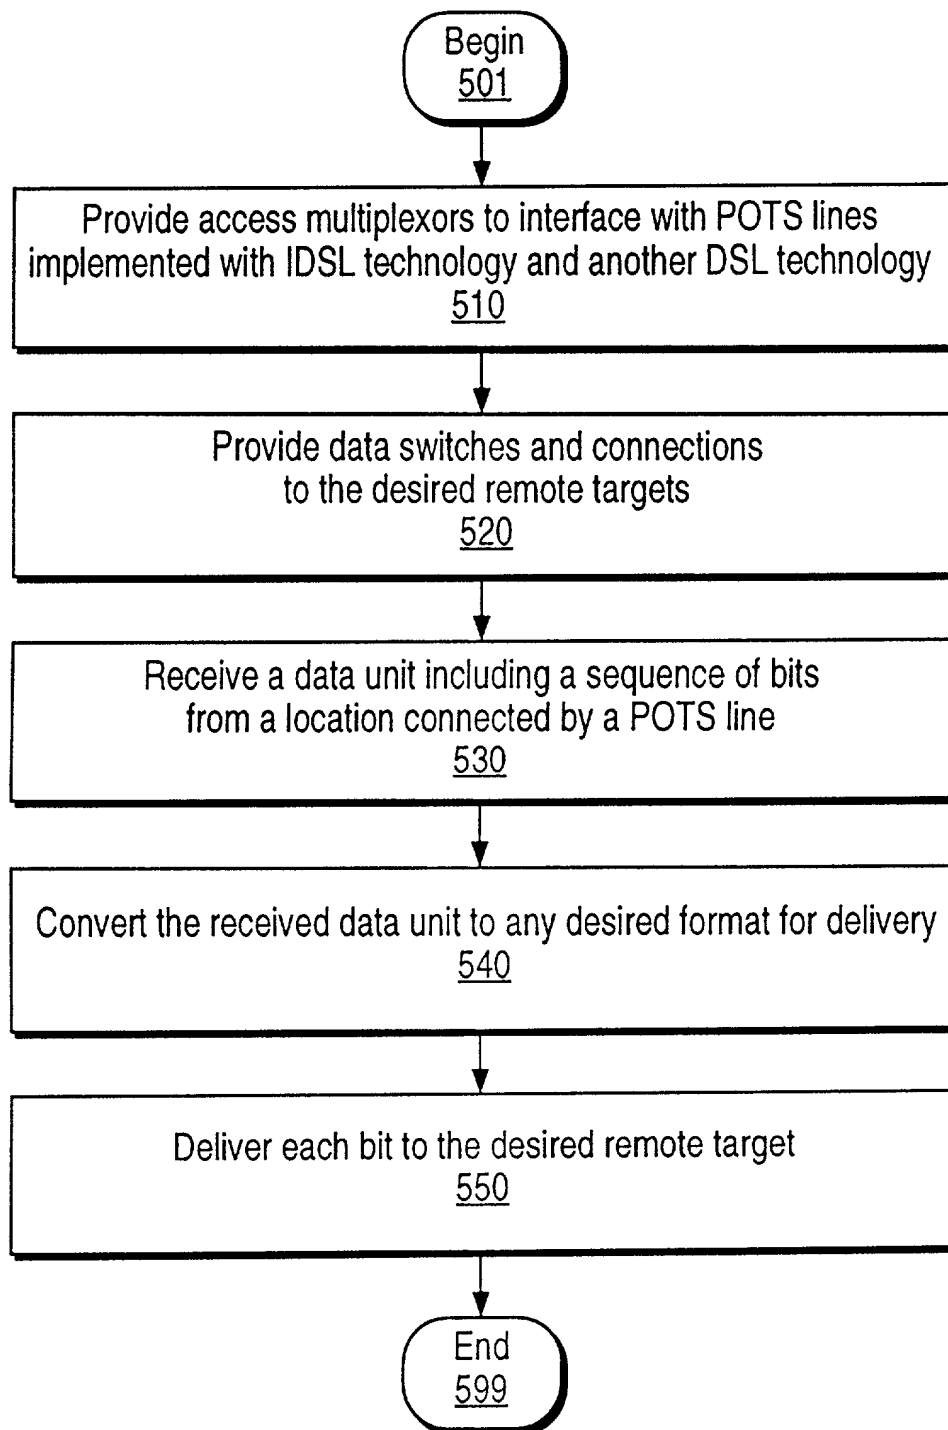 Begin
501
Provide access multiplexors to interface with POTS lines
implemented with IDSL technology and another DSL technology
510
Provide data switches and connections
to the desired remote targets
520
Receive a data unit including a sequence of bits
from a location connected by a POTS line
530
Convert the received data unit to any desired format for delivery
540
Deliver each bit to the desired remote target
550
End
599